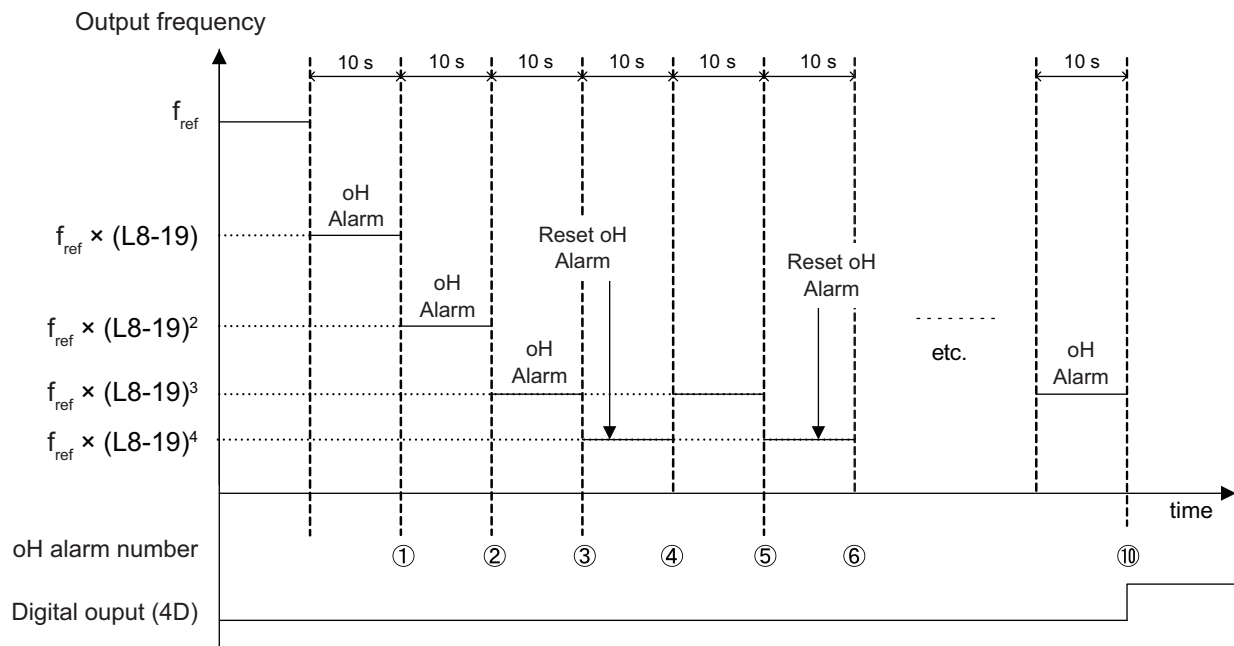 Output frequency
10 s 10 s 10 s 10 s 10 s 10 s 10 s
f_ref
oH
Alarm
f_ref × (L8-19)
Reset oH
Alarm
Reset oH
Alarm
oH
Alarm
f_ref × (L8-19)²
etc.
oH
Alarm
oH
Alarm
f_ref × (L8-19)³
f_ref × (L8-19)⁴
time
oH alarm number ① ② ③ ④ ⑤ ⑥ ⑩
Digital ouput (4D)